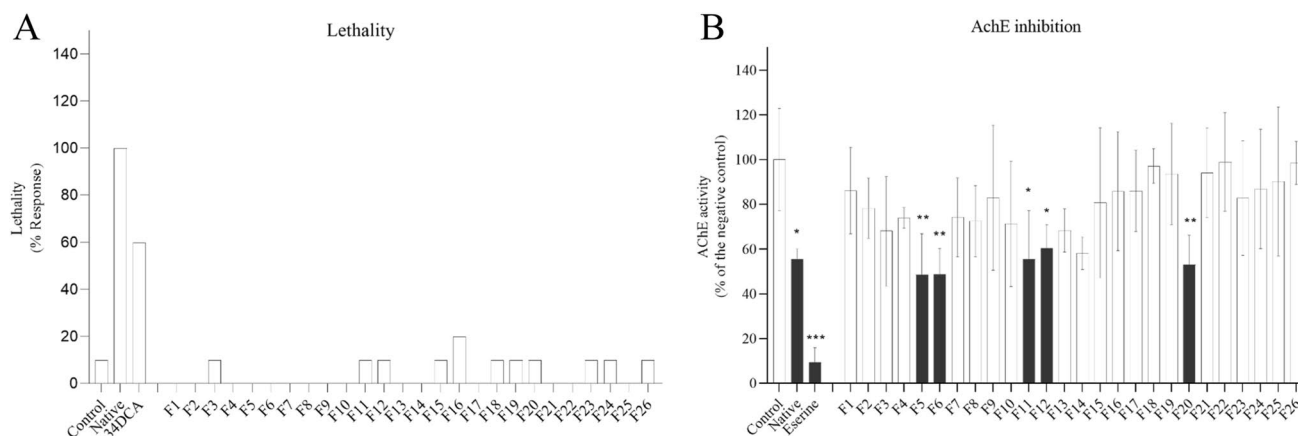 A
Lethality
Lethality
(% Response)
140
120
100
80
60
40
20
0
Control
Native
34DCA
F1
F2
F3
F4
F5
F6
F7
F8
F9
F10
F11
F12
F13
F14
F15
F16
F17
F18
F19
F20
F21
F22
F23
F24
F25
F26
B
AchE inhibition
AChE activity
(% of the negative control)
140
120
100
80
60
40
20
0
*
***
**
**
*
*
**
Control
Native
Eserine
F1
F2
F3
F4
F5
F6
F7
F8
F9
F10
F11
F12
F13
F14
F15
F16
F17
F18
F19
F20
F21
F22
F23
F24
F25
F26